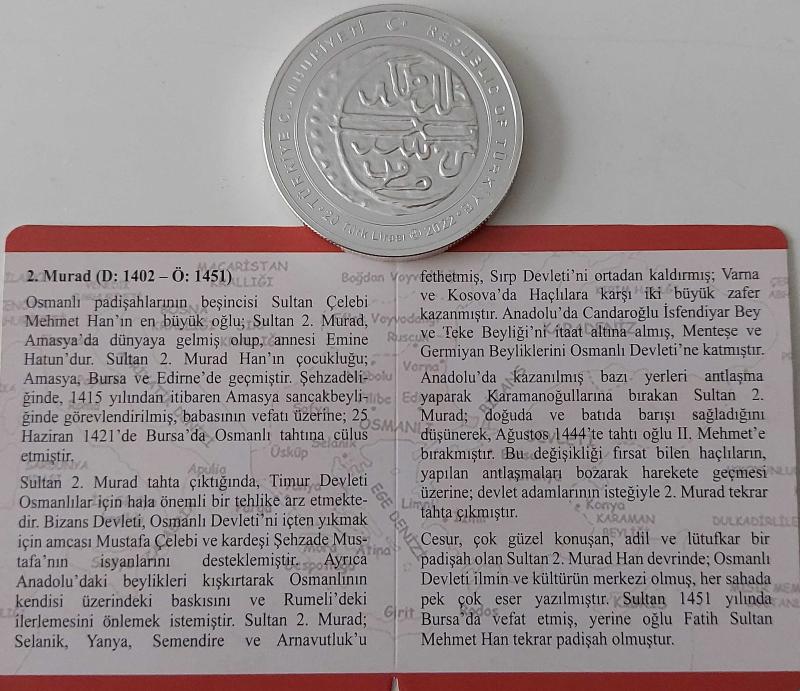 TÜRKİYE CUMHURİYETİ
REPUBLIC OF TÜRKİYE
20 Türk Lirası 2022
2. Murad (D: 1402 – Ö: 1451)
Osmanlı padişahlarının beşincisi Sultan Çelebi
Mehmet Han'ın en büyük oğlu; Sultan 2. Murad,
Amasya'da dünyaya gelmiş olup, annesi Emine
Hatun'dur. Sultan 2. Murad Han'ın çocukluğu;
Amasya, Bursa ve Edirne'de geçmiştir. Şehzadeli-
ğinde, 1415 yılından itibaren Amasya sançakbeyli-
ğinde görevlendirilmiş, babasının vefatı üzerine; 25
Haziran 1421'de Bursa'da Osmanlı tahtına cülus
etmiştir.
Sultan 2. Murad tahta çıktığında, Timur Devleti
Osmanlılar için hala önemli bir tehlike arz etmekte-
dir. Bizans Devleti, Osmanlı Devleti'ni içten yıkmak
için amcası Mustafa Çelebi ve kardeşi Şehzade Mus-
tafa'nın isyanlarını desteklemiştir. Ayrıca
Anadolu'daki beylikleri kışkırtarak Osmanlının
kendisi üzerindeki baskısını ve Rumeli'deki
ilerlemesini önlemek istemiştir. Sultan 2. Murad;
Selanik, Yanya, Semendire ve Arnavutluk'u
fethetmiş, Sırp Devleti'ni ortadan kaldırmış; Varna
ve Kosova'da Haçlılara karşı iki büyük zafer
kazanmıştır. Anadolu'da Candaroğlu İsfendiyar Bey
ve Teke Beyliği'ni itaat altına almış, Menteşe ve
Germiyan Beyliklerini Osmanlı Devleti'ne katmıştır.
Anadolu'da kazanılmış bazı yerleri antlaşma
yaparak Karamanoğullarına bırakan Sultan 2.
Murad; doğuda ve batıda barışı sağladığını
düşünerek, Ağustos 1444'te tahtı oğlu II. Mehmet'e
bırakmıştır. Bu değişikliği fırsat bilen haçlıların,
yapılan antlaşmaları bozarak harekete geçmesi
üzerine; devlet adamlarının isteğiyle 2. Murad tekrar
tahta çıkmıştır.
Cesur, çok güzel konuşan, adil ve lütufkar bir
padişah olan Sultan 2. Murad Han devrinde; Osmanlı
Devleti ilmin ve kültürün merkezi olmuş, her sahada
pek çok eser yazılmıştır. Sultan 1451 yılında
Bursa'da vefat etmiş, yerine oğlu Fatih Sultan
Mehmet Han tekrar padişah olmuştur.